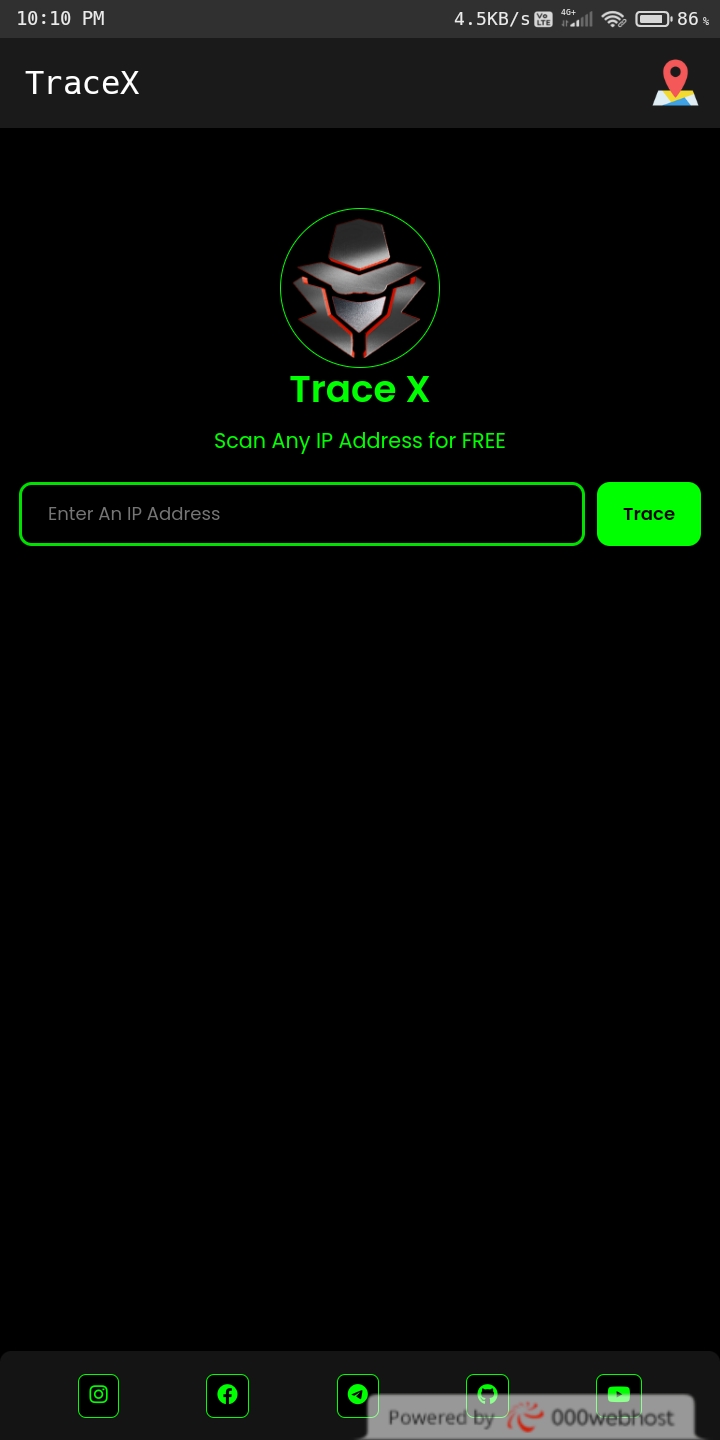 10:10 PM 4.5KB/s Vo LTE 4G+ 86 %
TraceX
Trace X
Scan Any IP Address for FREE
Enter An IP Address Trace
Powered by 000webhost